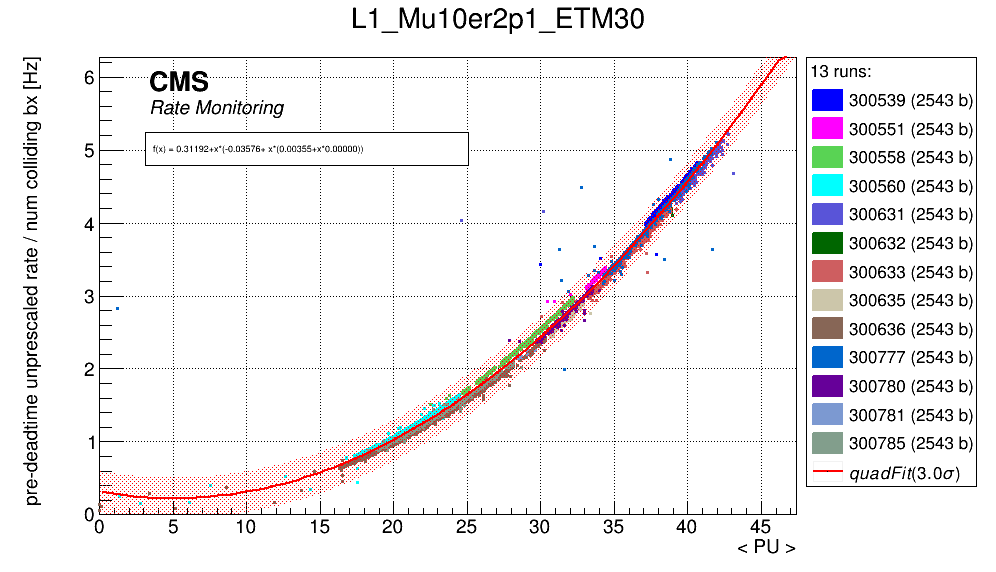 L1_Mu10er2p1_ETM30
pre-deadtime unprescaled rate / num colliding bx [Hz]
CMS
Rate Monitoring
f(x) = 0.31192+x*(-0.03576+ x*(0.00355+x*0.00000))
6
5
4
3
2
1
0
0 5 10 15 20 25 30 35 40 45
< PU >
13 runs:
300539 (2543 b)
300551 (2543 b)
300558 (2543 b)
300560 (2543 b)
300631 (2543 b)
300632 (2543 b)
300633 (2543 b)
300635 (2543 b)
300636 (2543 b)
300777 (2543 b)
300780 (2543 b)
300781 (2543 b)
300785 (2543 b)
quadFit(3.0σ)